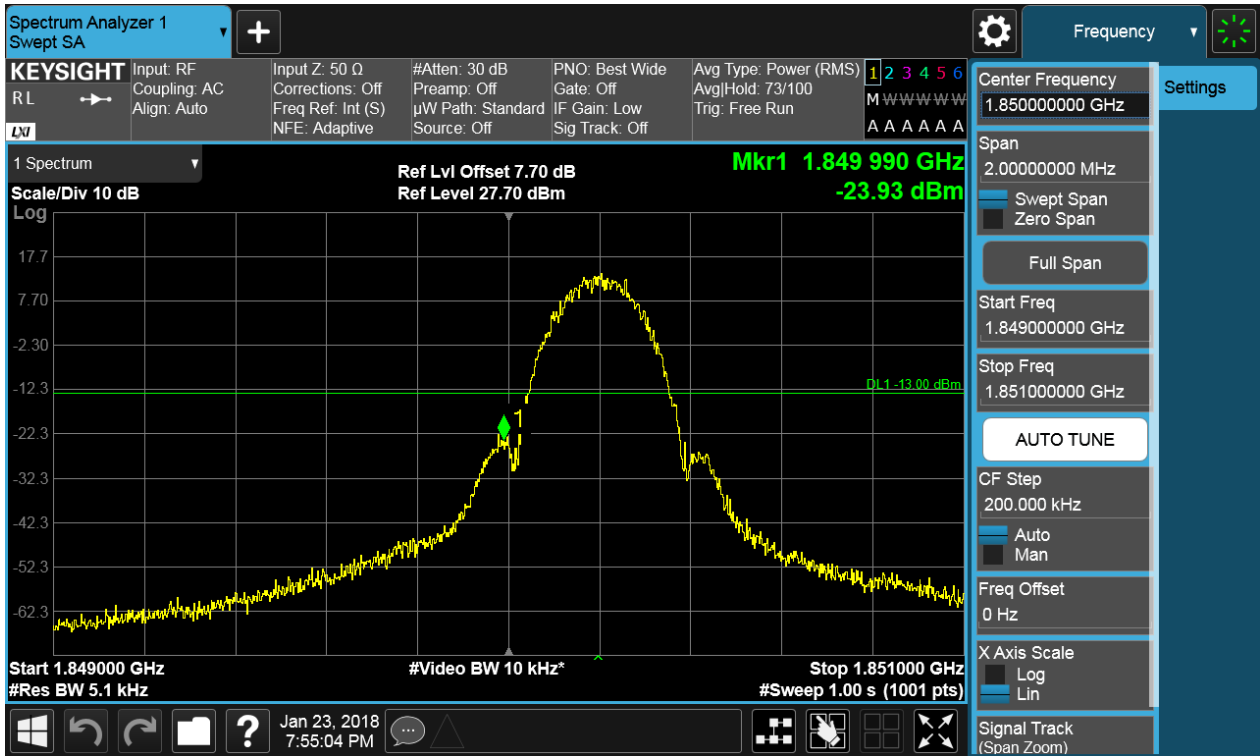 Spectrum Analyzer 1
Swept SA
+
Frequency
KEYSIGHT
R L
LXI
Input: RF
Coupling: AC
Align: Auto
Input Z: 50 Ω
Corrections: Off
Freq Ref: Int (S)
NFE: Adaptive
#Atten: 30 dB
Preamp: Off
µW Path: Standard
Source: Off
PNO: Best Wide
Gate: Off
IF Gain: Low
Sig Track: Off
Avg Type: Power (RMS)
Avg|Hold: 73/100
Trig: Free Run
1 2 3 4 5 6
M W W W W W
A A A A A A
1 Spectrum
Scale/Div 10 dB
Log
Ref Lvl Offset 7.70 dB
Ref Level 27.70 dBm
Mkr1 1.849 990 GHz
-23.93 dBm
17.7
7.70
-2.30
-12.3
-22.3
-32.3
-42.3
-52.3
-62.3
DL1 -13.00 dBm
1
Start 1.849000 GHz
#Res BW 5.1 kHz
#Video BW 10 kHz*
Stop 1.851000 GHz
#Sweep 1.00 s (1001 pts)
Center Frequency
1.850000000 GHz
Span
2.00000000 MHz
Swept Span
Zero Span
Full Span
Start Freq
1.849000000 GHz
Stop Freq
1.851000000 GHz
AUTO TUNE
CF Step
200.000 kHz
Auto
Man
Freq Offset
0 Hz
X Axis Scale
Log
Lin
Signal Track
(Span Zoom)
Settings
?
Jan 23, 2018
7:55:04 PM